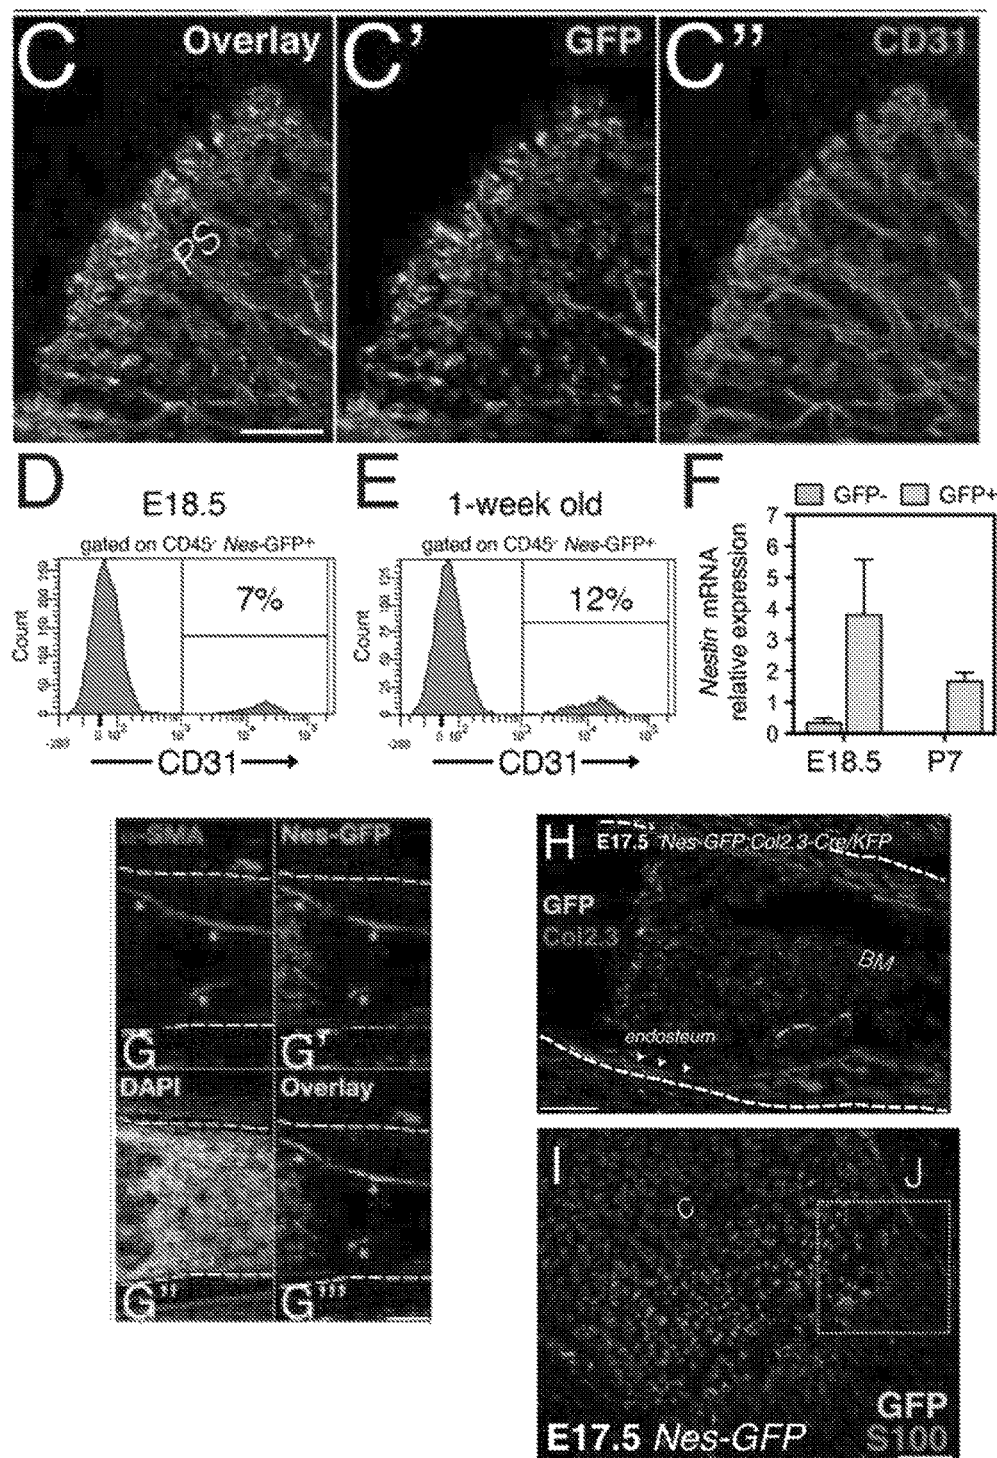 C Overlay C' GFP C'' CD31
PS
D E F
E18.5
1-week old
GFP- GFP+
gated on CD45- Nes-GFP+
gated on CD45- Nes-GFP+
7%
12%
Count
Count
CD31
CD31
Nestin mRNA
relative expression
7
6
5
4
3
2
1
0
E18.5 P7
-SMA Nes-GFP
G G'
DAPI Overlay
G'' G'''
H E17.5 Nes-GFP;Col2.3-Cre/
GFP
Col2.3
BM
endosteum
I J
C
GFP
E17.5 Nes-GFP S100